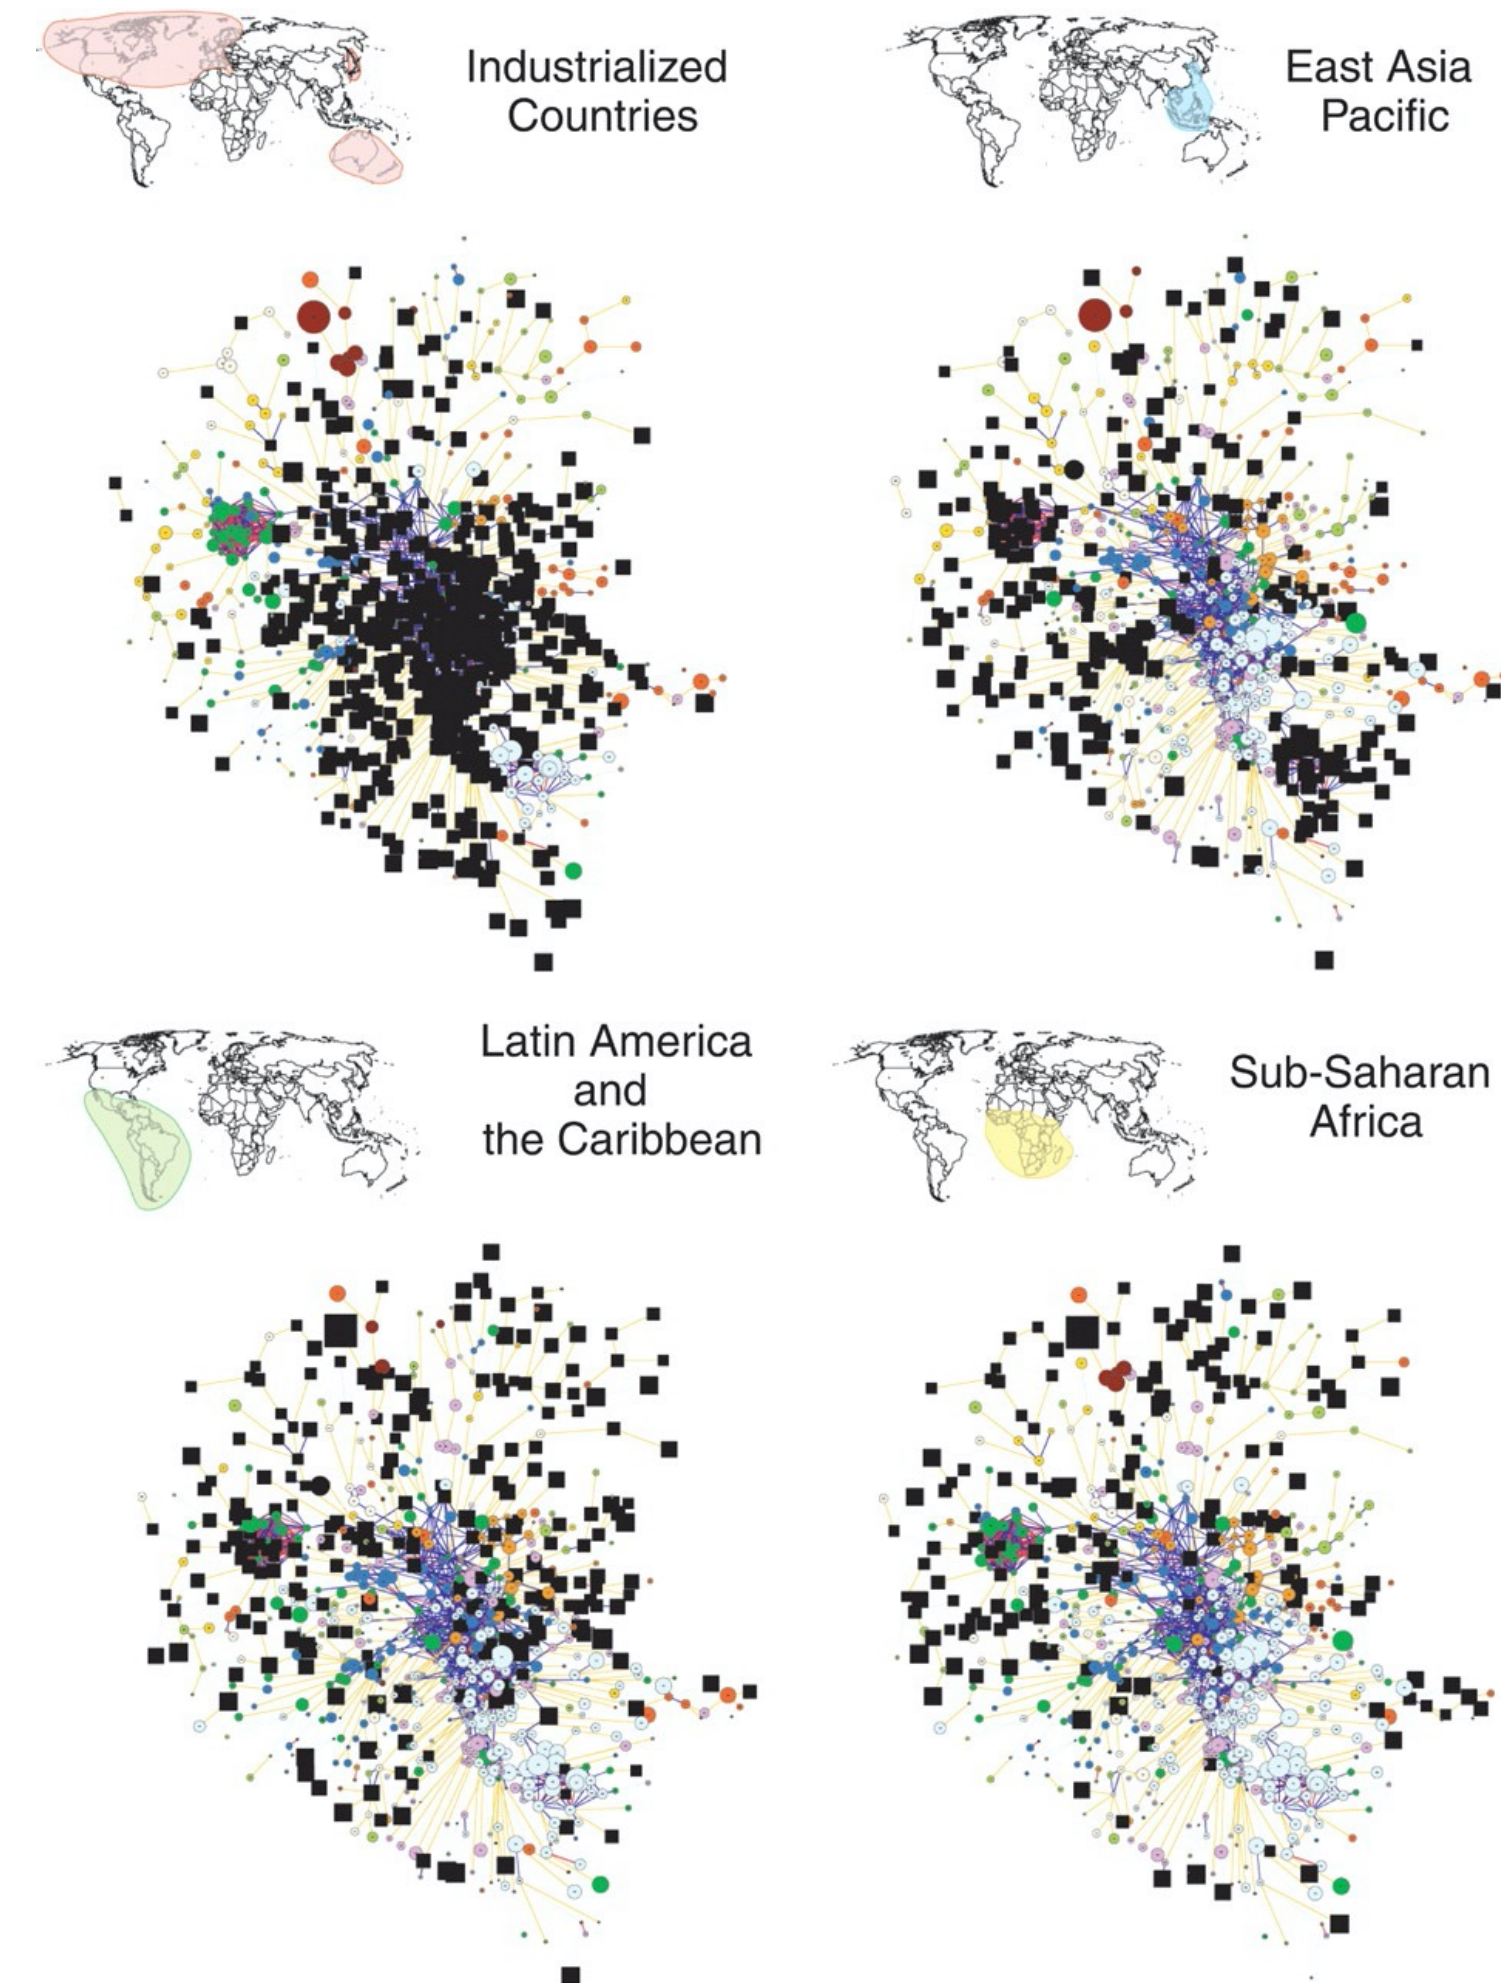 Industrialized
Countries
East Asia
Pacific
Latin America
and
the Caribbean
Sub-Saharan
Africa